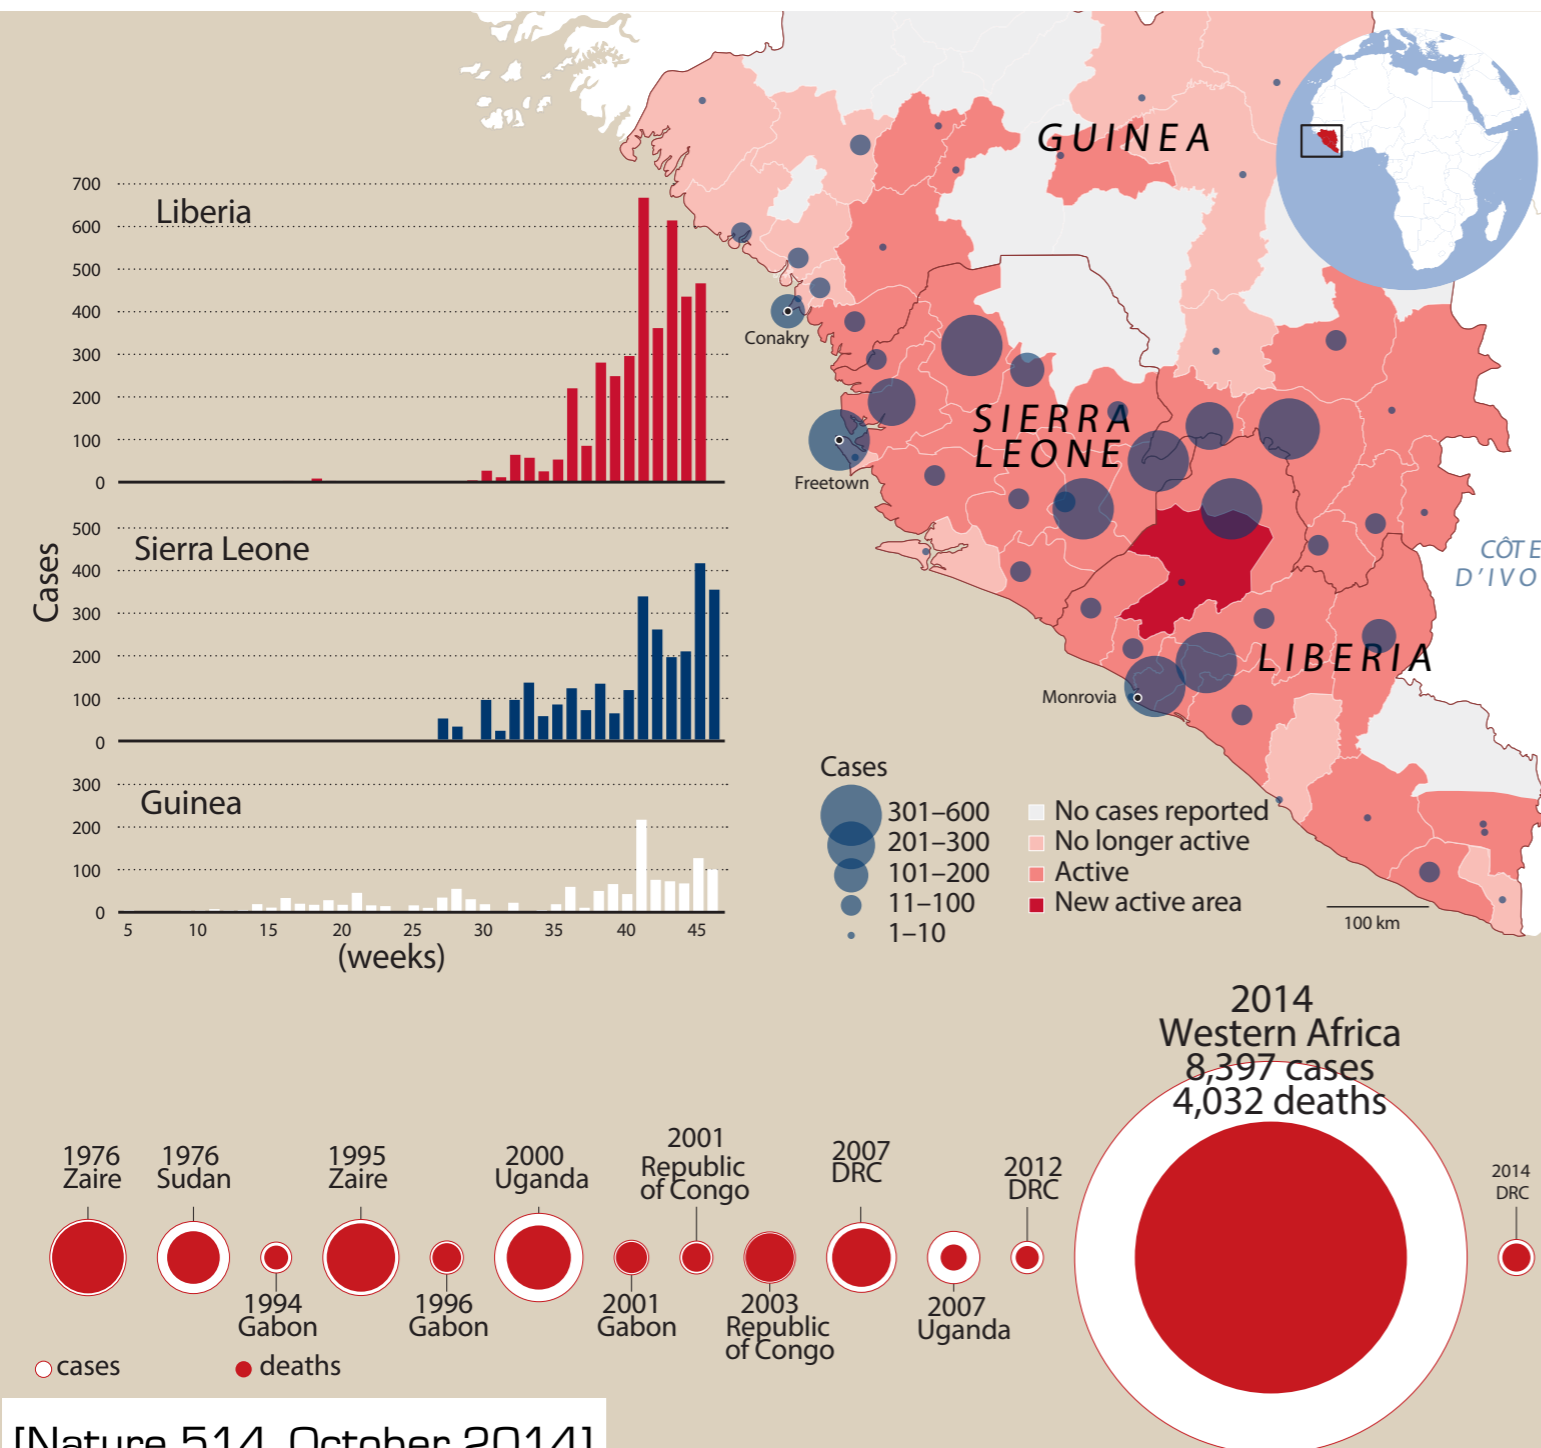 700
600
500
400
300
200
100
0
Liberia
500
400
300
200
100
0
Sierra Leone
Cases
300
200
100
0
Guinea
5 10 15 20 25 30 35 40 45
(weeks)
GUINEA
Conakry
SIERRA
LEONE
Freetown
CÔTE
D'IVO
LIBERIA
Monrovia
Cases
301–600
201–300
101–200
11–100
1–10
No cases reported
No longer active
Active
New active area
100 km
2014
Western Africa
8,397 cases
4,032 deaths
1976
Zaire
1976
Sudan
1994
Gabon
1995
Zaire
1996
Gabon
2000
Uganda
2001
Gabon
2001
Republic
of Congo
2003
Republic
of Congo
2007
DRC
2007
Uganda
2012
DRC
2014
DRC
cases
deaths
[Nature 514, October 2014]